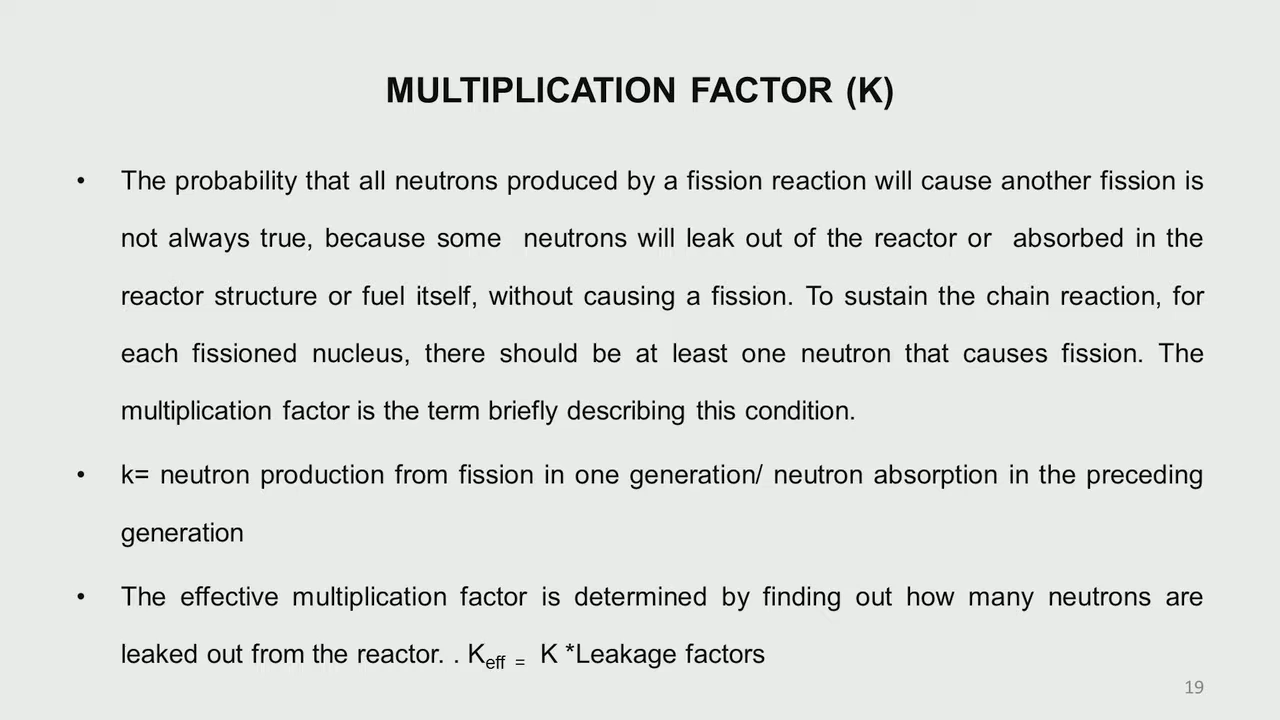 MULTIPLICATION FACTOR (K)
• The probability that all neutrons produced by a fission reaction will cause another fission is
not always true, because some neutrons will leak out of the reactor or absorbed in the
reactor structure or fuel itself, without causing a fission. To sustain the chain reaction, for
each fissioned nucleus, there should be at least one neutron that causes fission. The
multiplication factor is the term briefly describing this condition.
• k= neutron production from fission in one generation/ neutron absorption in the preceding
generation
• The effective multiplication factor is determined by finding out how many neutrons are
leaked out from the reactor. . Keff = K *Leakage factors
19